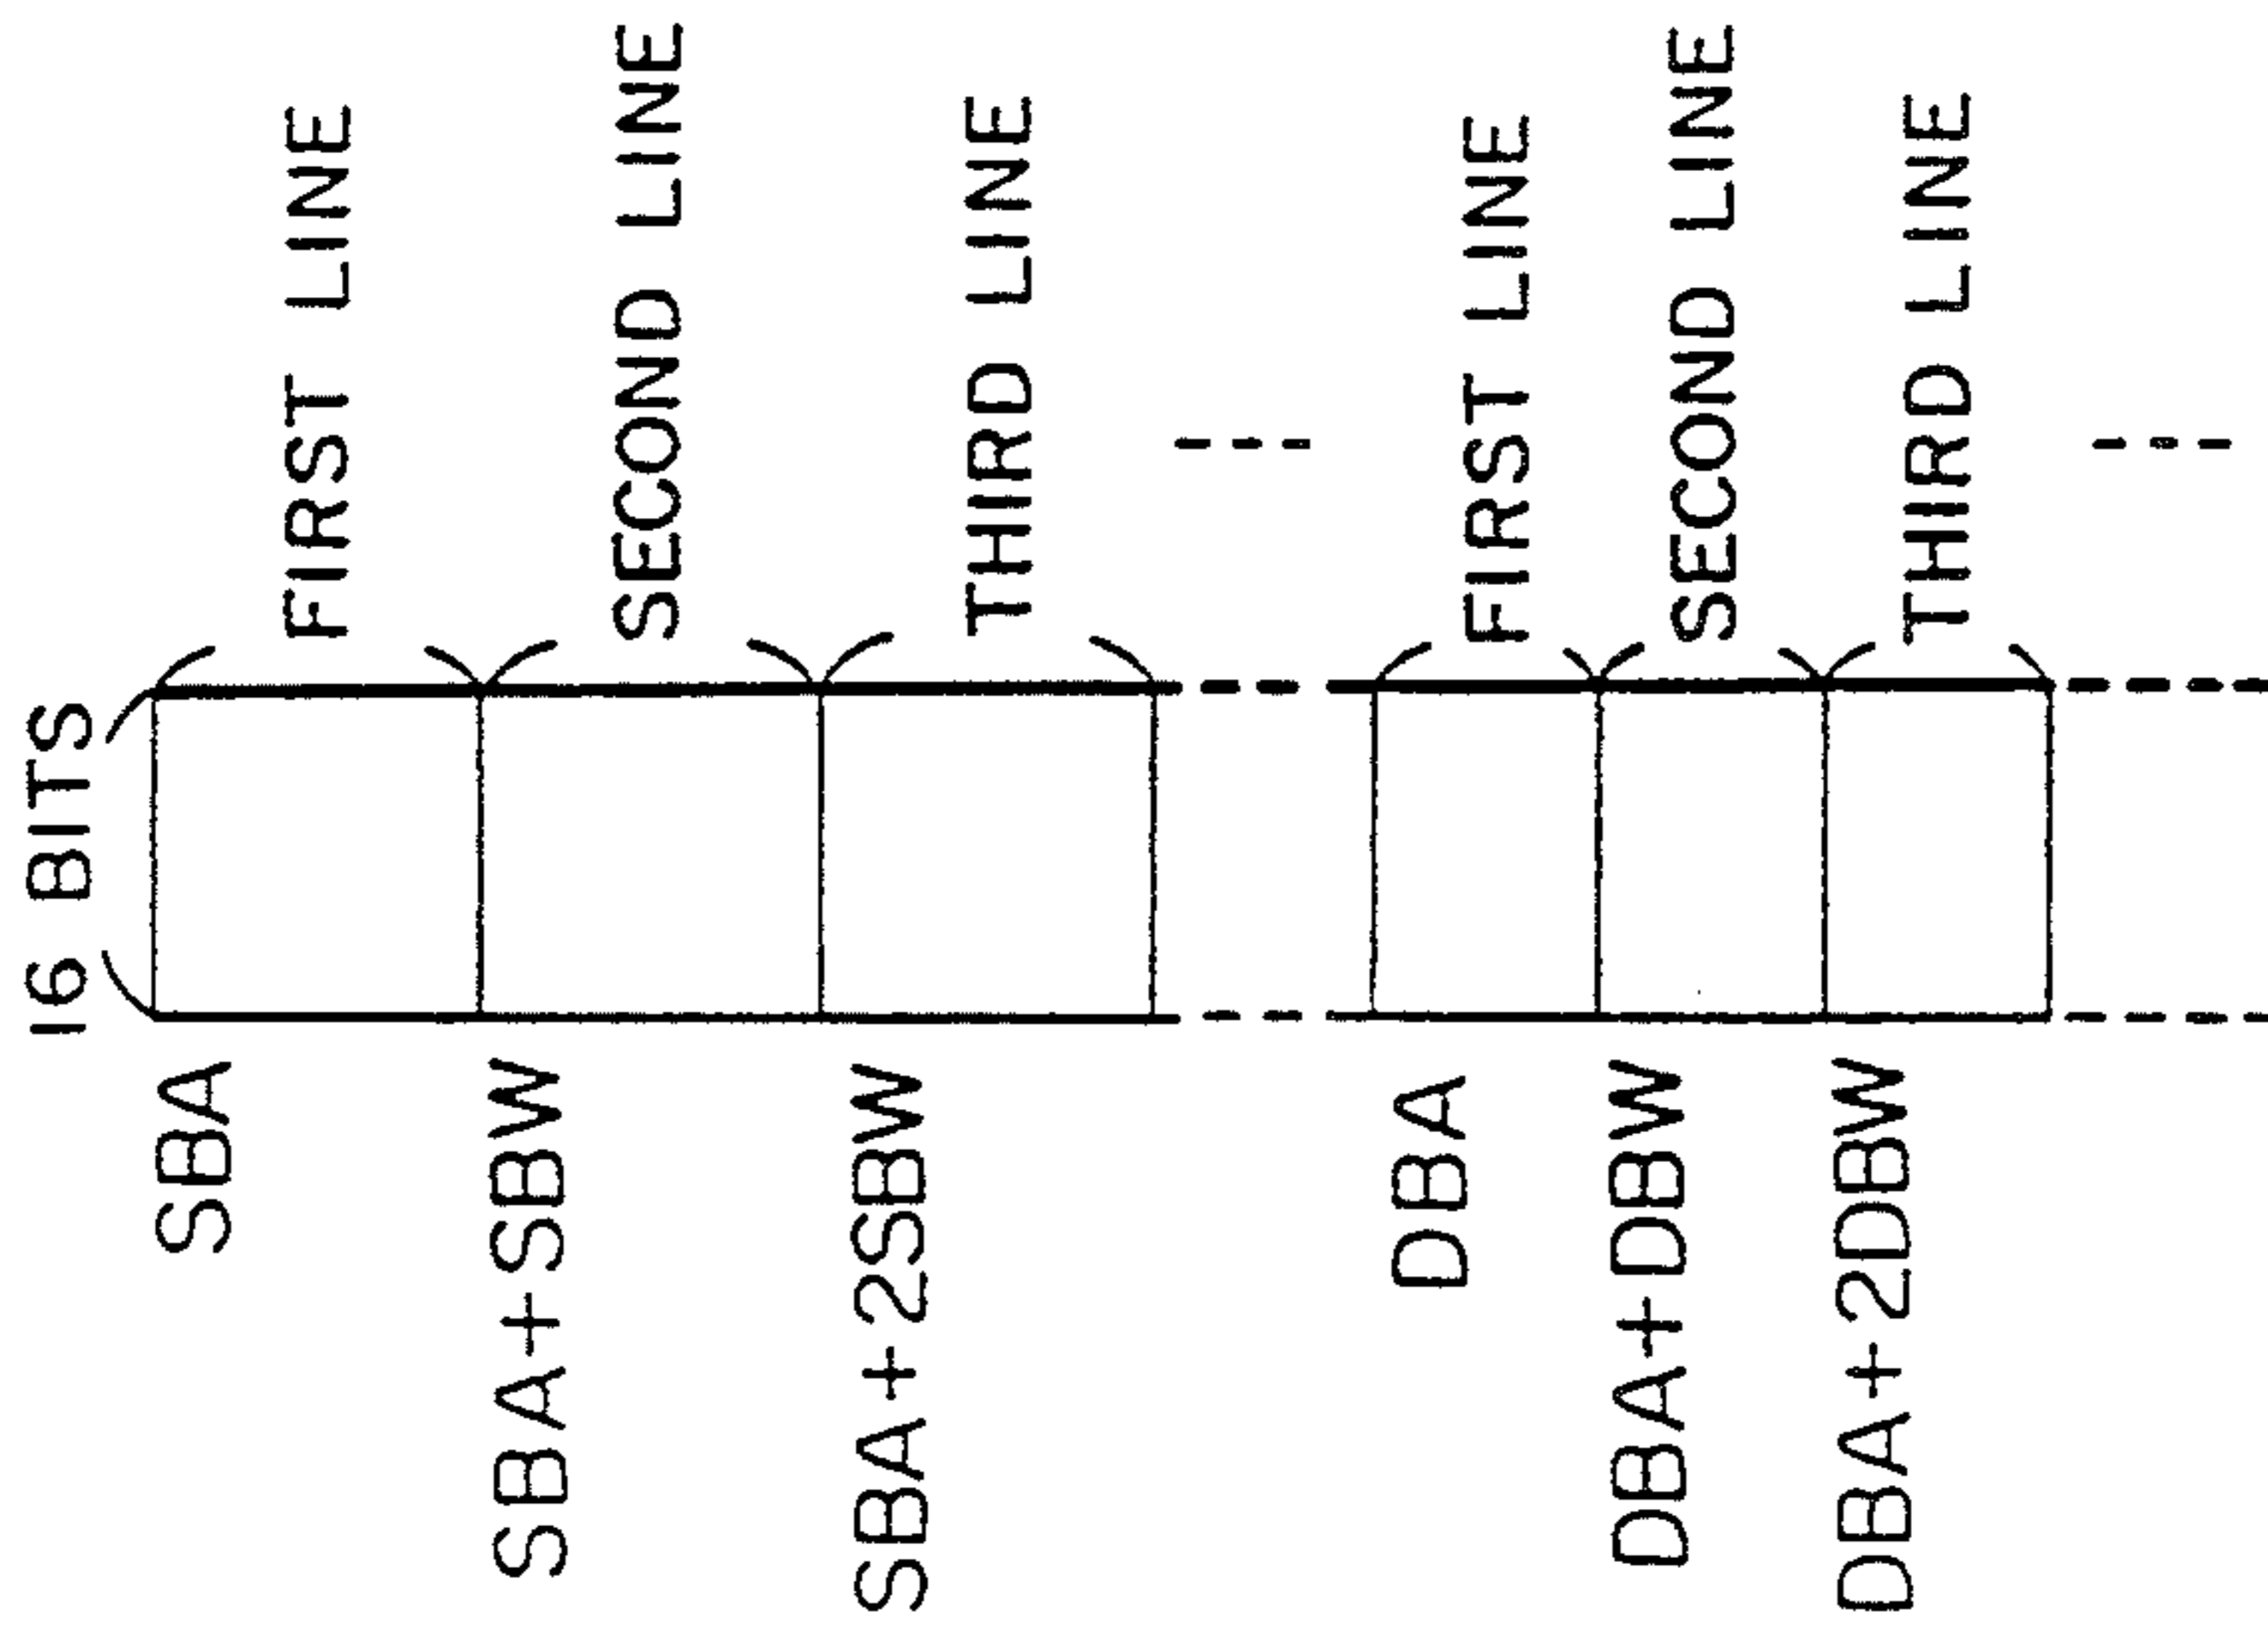 16 BITS
SBA
FIRST LINE
SBA+SBW
SECOND LINE
SBA+2SBW
THIRD LINE
DBA
FIRST LINE
DBA+DBW
SECOND LINE
DBA+2DBW
THIRD LINE